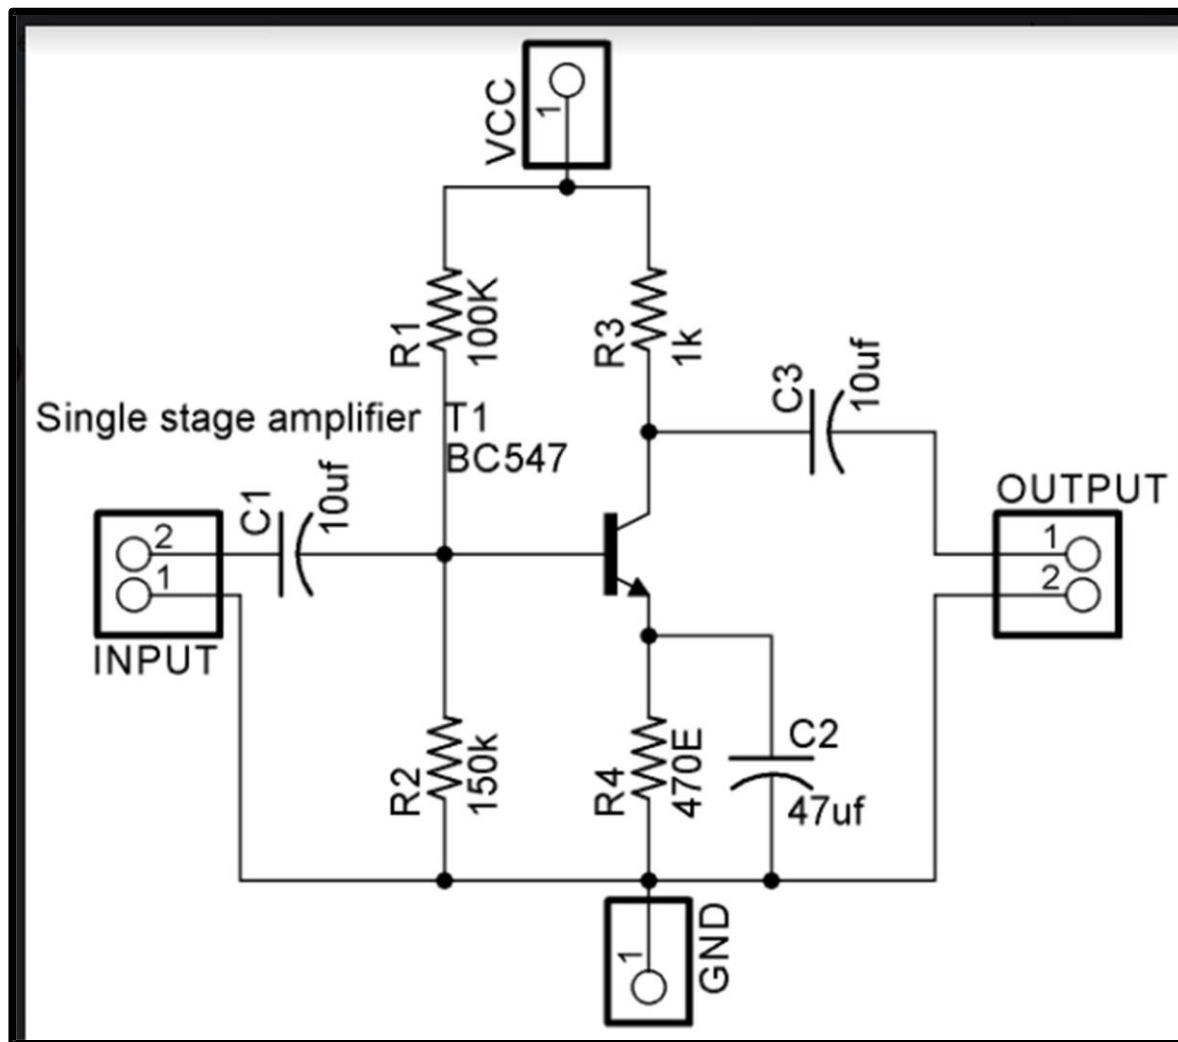 VCC
1
R1
100K
R3
1k
C3
10uf
Single stage amplifier
T1
BC547
C1
10uf
OUTPUT
2
1
INPUT
1
2
R2
150k
R4
470E
C2
47uf
1
GND